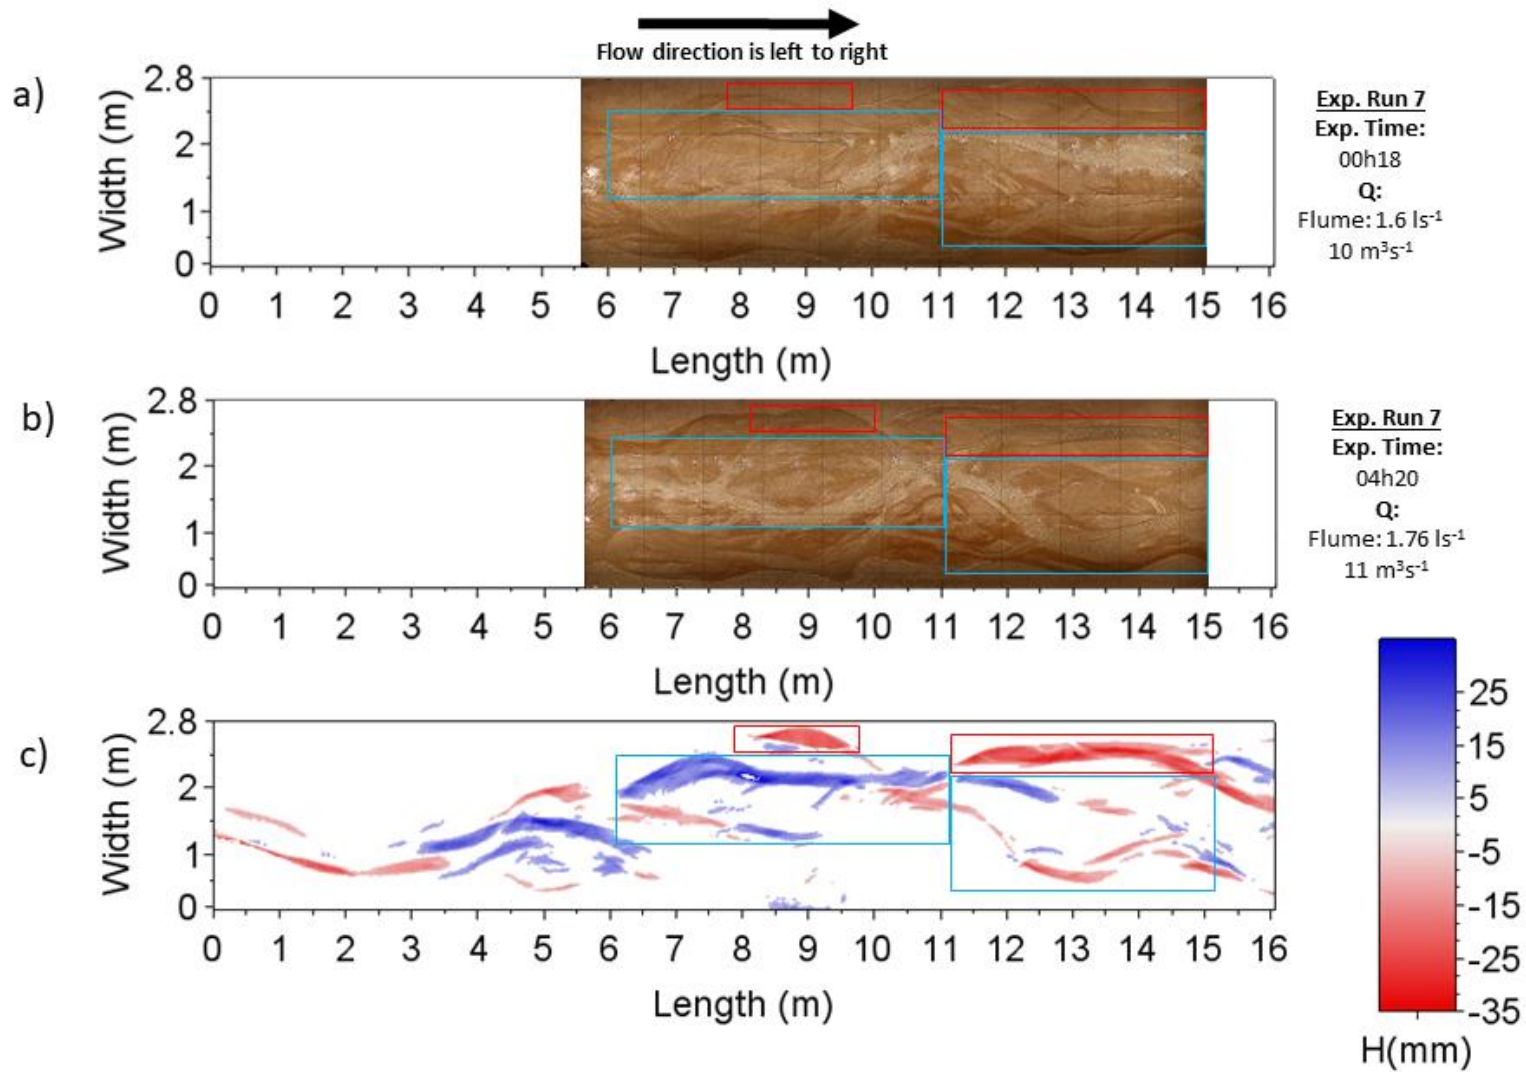 Flow direction is left to right
a)
2.8
2
1
0
Width (m)
0 1 2 3 4 5 6 7 8 9 10 11 12 13 14 15 16
Length (m)
Exp. Run 7
Exp. Time:
00h18
Q:
Flume: 1.6 ls⁻¹
10 m³s⁻¹
b)
2.8
2
1
0
Width (m)
0 1 2 3 4 5 6 7 8 9 10 11 12 13 14 15 16
Length (m)
Exp. Run 7
Exp. Time:
04h20
Q:
Flume: 1.76 ls⁻¹
11 m³s⁻¹
c)
2.8
2
1
0
Width (m)
0 1 2 3 4 5 6 7 8 9 10 11 12 13 14 15 16
Length (m)
25
15
5
-5
-15
-25
-35
H(mm)